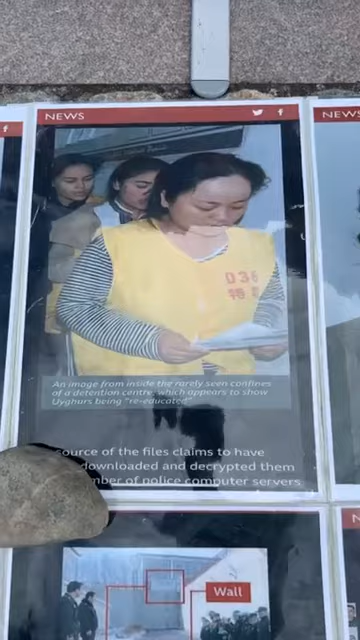 NEWS
NEWS
036
An image from inside the rarely seen confines
of a detention centre, which appears to show
Uyghurs being "re-educated"
source of the files claims to have
downloaded and decrypted them
of police computer servers
Wall